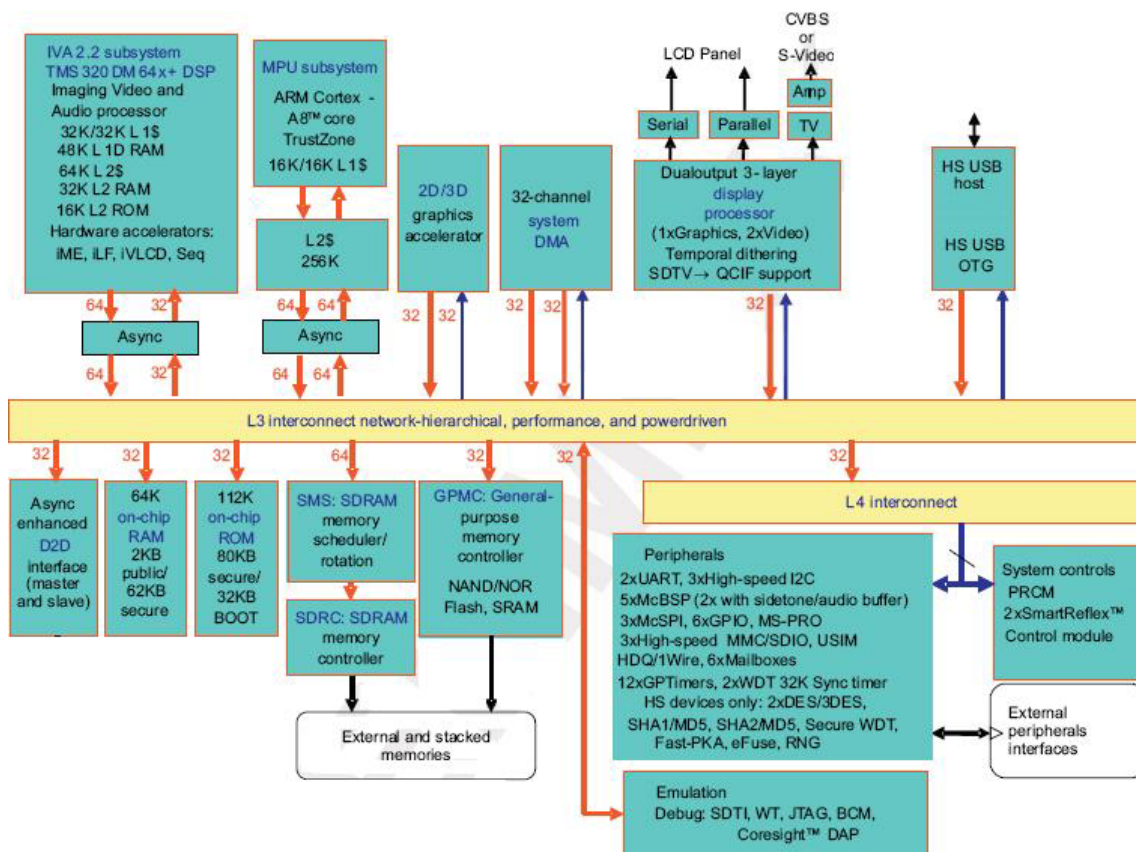 IVA 2.2 subsystem
TMS 320 DM 64x+ DSP
Imaging Video and
Audio processor
32K/32K L 1$
48K L 1D RAM
64K L 2$
32K L2 RAM
16K L2 ROM
Hardware accelerators:
iME, iLF, iVLCD, Seq
MPU subsystem
ARM Cortex -
A8™ core
TrustZone
16K/16K L1$
L2$
256K
2D/3D
graphics
accelerator
32-channel
system
DMA
LCD Panel
CVBS
or
S-Video
Amp
Serial
Parallel
TV
Dualoutput 3- layer
display
processor
(1xGraphics, 2xVideo)
Temporal dithering
SDTV→ QCIF support
HS USB
host
HS USB
OTG
64
32
64
64
32
32
32
32
32
32
Async
Async
64
32
64
64
L3 interconnect network-hierarchical, performance, and powerdriven
32
32
32
64
32
32
32
Async
enhanced
D2D
interface
(master
and slave)
64K
on-chip
RAM
2KB
public/
62KB
secure
112K
on-chip
ROM
80KB
secure/
32KB
BOOT
SMS: SDRAM
memory
scheduler/
rotation
SDRC: SDRAM
memory
controller
GPMC: General-
purpose
memory
controller
NAND/NOR
Flash, SRAM
External and stacked
memories
L4 interconnect
Peripherals
2xUART, 3xHigh-speed I2C
5xMcBSP (2x with sidetone/audio buffer)
3xMcSPI, 6xGPIO, MS-PRO
3xHigh-speed MMC/SDIO, USIM
HDQ/1Wire, 6xMailboxes
12xGPTimers, 2xWDT 32K Sync timer
HS devices only: 2xDES/3DES,
SHA1/MD5, SHA2/MD5, Secure WDT,
Fast-PKA, eFuse, RNG
System controls
PRCM
2xSmartReflex™
Control module
External
peripherals
interfaces
Emulation
Debug: SDTI, WT, JTAG, BCM,
Coresight™ DAP